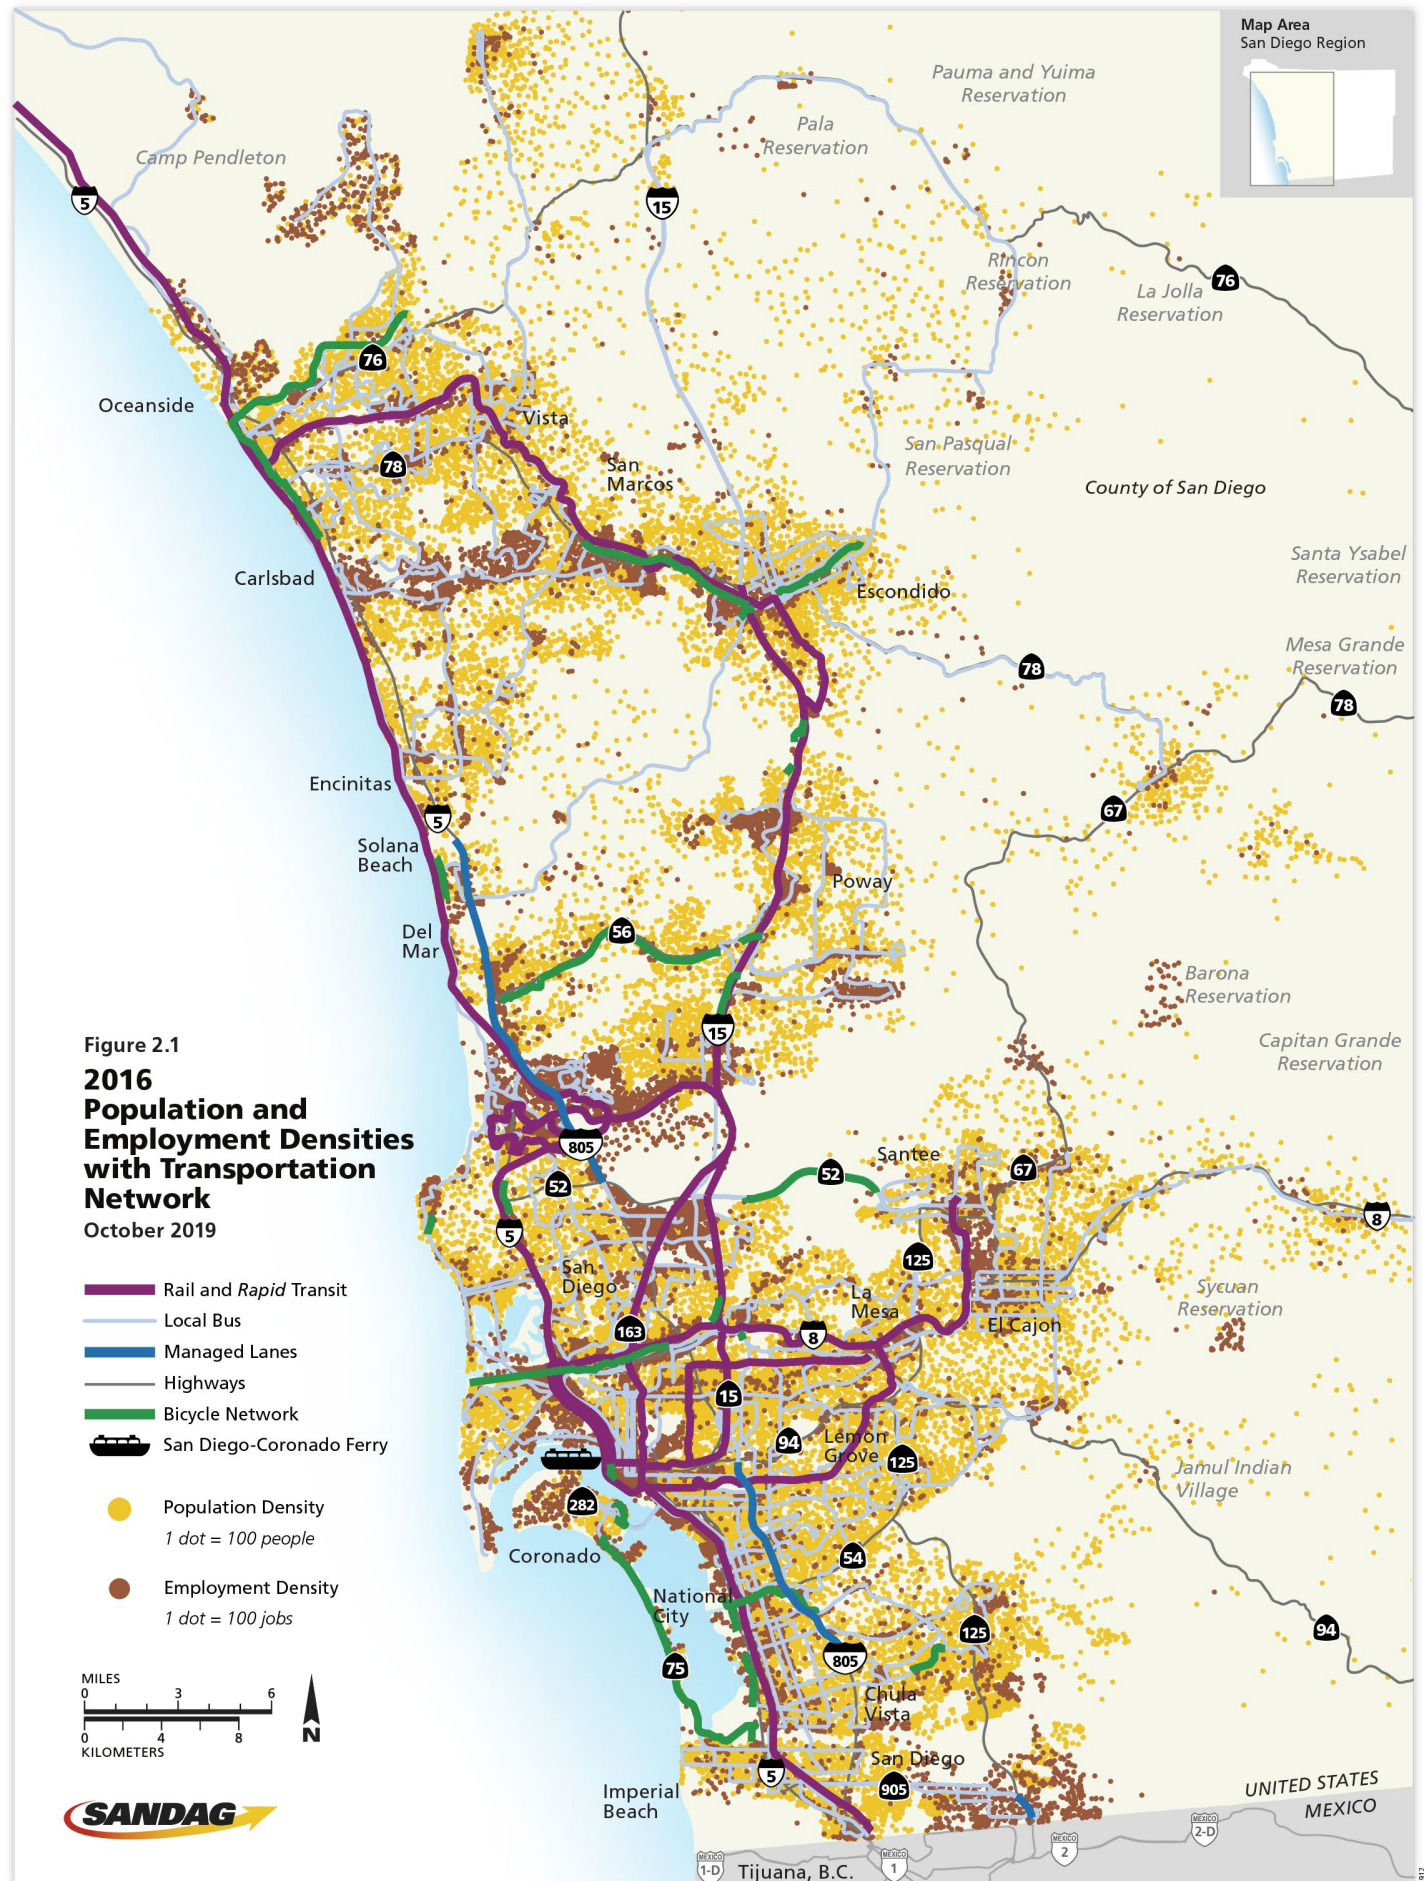 Map Area
San Diego Region
Pauma and Yuima
Reservation
Pala
Reservation
Camp Pendleton
5
15
Rincon
Reservation
La Jolla
Reservation
76
76
Oceanside
Vista
78
San
Marcos
San Pasqual
Reservation
County of San Diego
Santa Ysabel
Reservation
Carlsbad
Escondido
Mesa Grande
Reservation
78
78
Encinitas
5
67
Solana
Beach
Poway
Del
Mar
56
Barona
Reservation
15
Capitan Grande
Reservation
Figure 2.1
2016
Population and
Employment Densities
with Transportation
Network
October 2019
805
Santee
67
52
52
5
8
125
San
Diego
La
Mesa
Sycuan
Reservation
El Cajon
163
8
Rail and Rapid Transit
Local Bus
Managed Lanes
Highways
Bicycle Network
San Diego-Coronado Ferry
15
94
Lemon
Grove
125
Jamul Indian
Village
282
Population Density
1 dot = 100 people
Coronado
54
Employment Density
1 dot = 100 jobs
National
City
125
94
805
75
MILES
0 3 6
0 4 8
KILOMETERS
N
Chula
Vista
San Diego
5
905
Imperial
Beach
UNITED STATES
MEXICO
SANDAG
MEXICO
2-D
MEXICO
2
MEXICO
1-D
Tijuana, B.C.
MEXICO
1